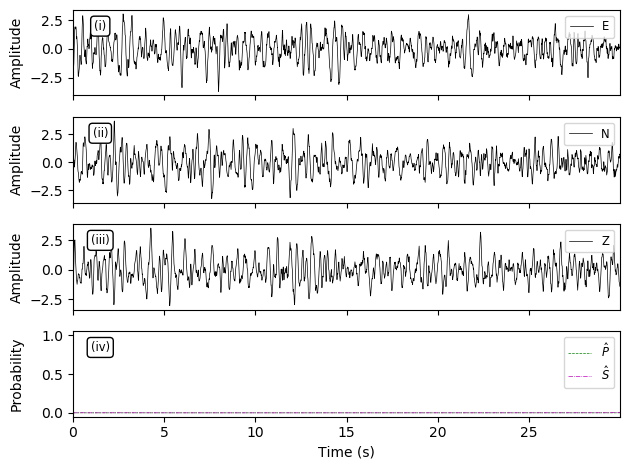 Amplitude
2.5
0.0
−2.5
(i)
E
Amplitude
2.5
0.0
−2.5
(ii)
N
Amplitude
2.5
0.0
−2.5
(iii)
Z
Probability
1.0
0.5
0.0
(iv)
P̂
Ŝ
0 5 10 15 20 25
Time (s)